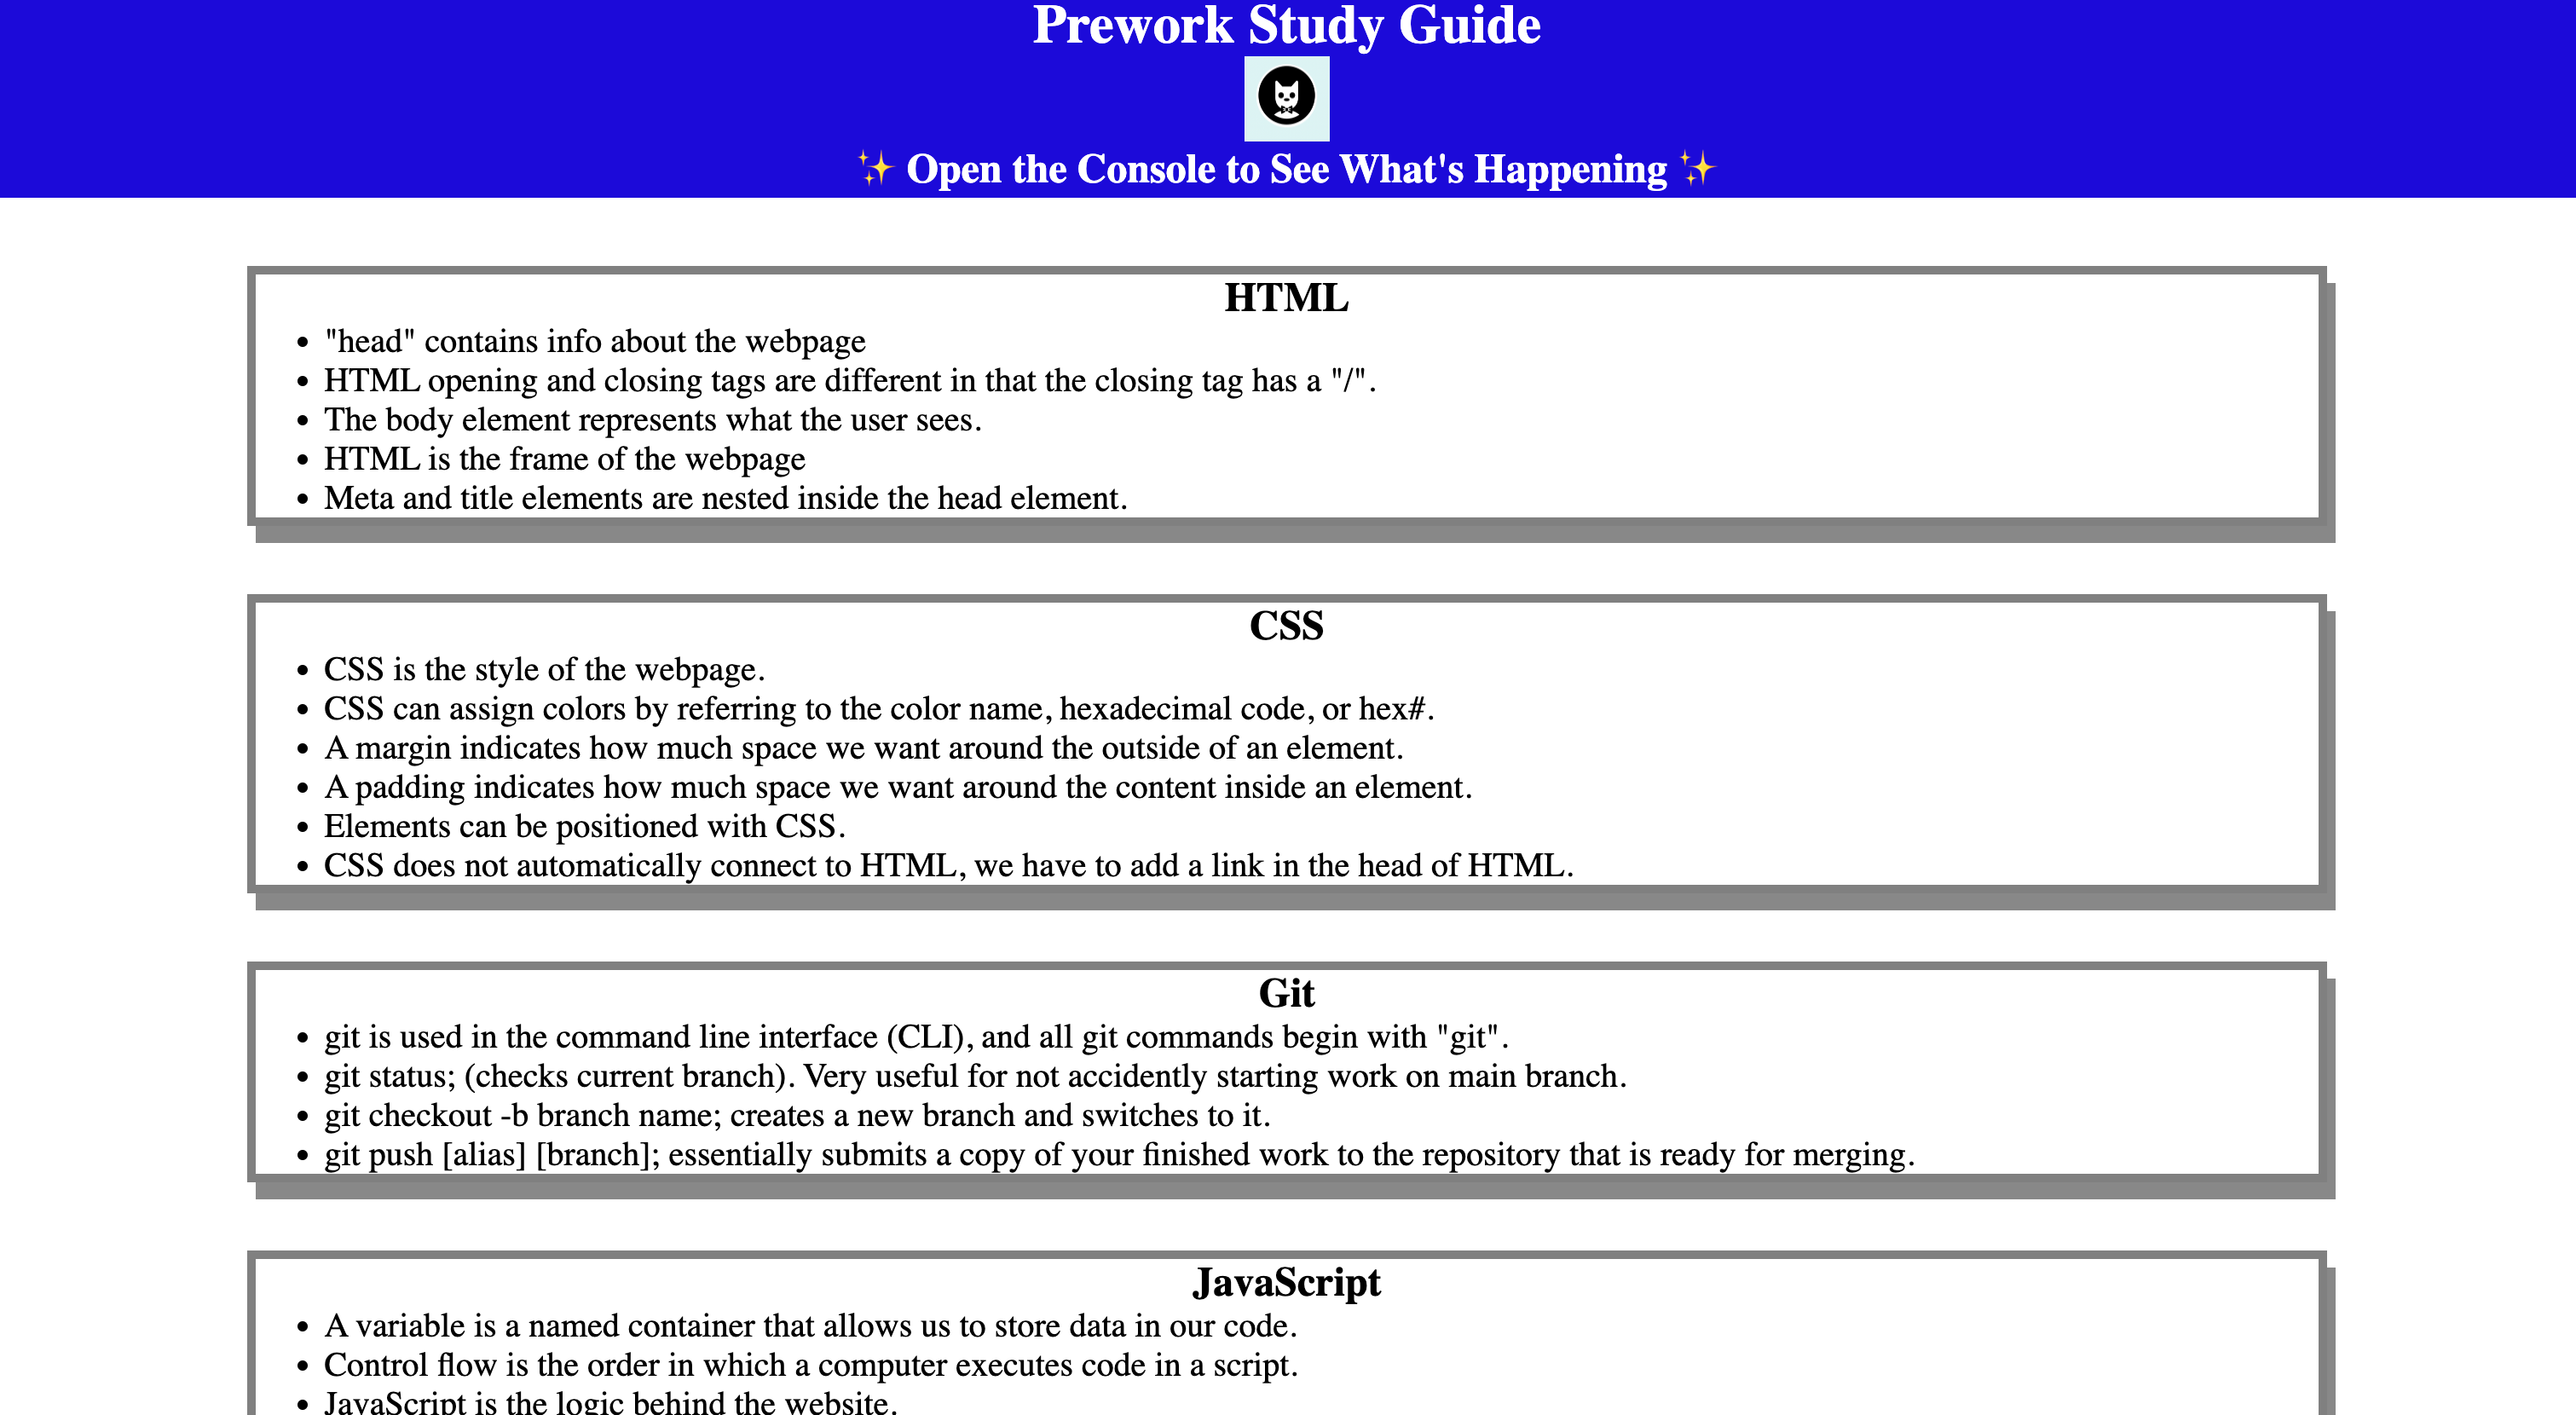 Prework Study Guide
✨ Open the Console to See What's Happening ✨
HTML
• "head" contains info about the webpage
• HTML opening and closing tags are different in that the closing tag has a "/".
• The body element represents what the user sees.
• HTML is the frame of the webpage
• Meta and title elements are nested inside the head element.
CSS
• CSS is the style of the webpage.
• CSS can assign colors by referring to the color name, hexadecimal code, or hex#.
• A margin indicates how much space we want around the outside of an element.
• A padding indicates how much space we want around the content inside an element.
• Elements can be positioned with CSS.
• CSS does not automatically connect to HTML, we have to add a link in the head of HTML.
Git
• git is used in the command line interface (CLI), and all git commands begin with "git".
• git status; (checks current branch). Very useful for not accidently starting work on main branch.
• git checkout -b branch name; creates a new branch and switches to it.
• git push [alias] [branch]; essentially submits a copy of your finished work to the repository that is ready for merging.
JavaScript
• A variable is a named container that allows us to store data in our code.
• Control flow is the order in which a computer executes code in a script.
• JavaScript is the logic behind the website.